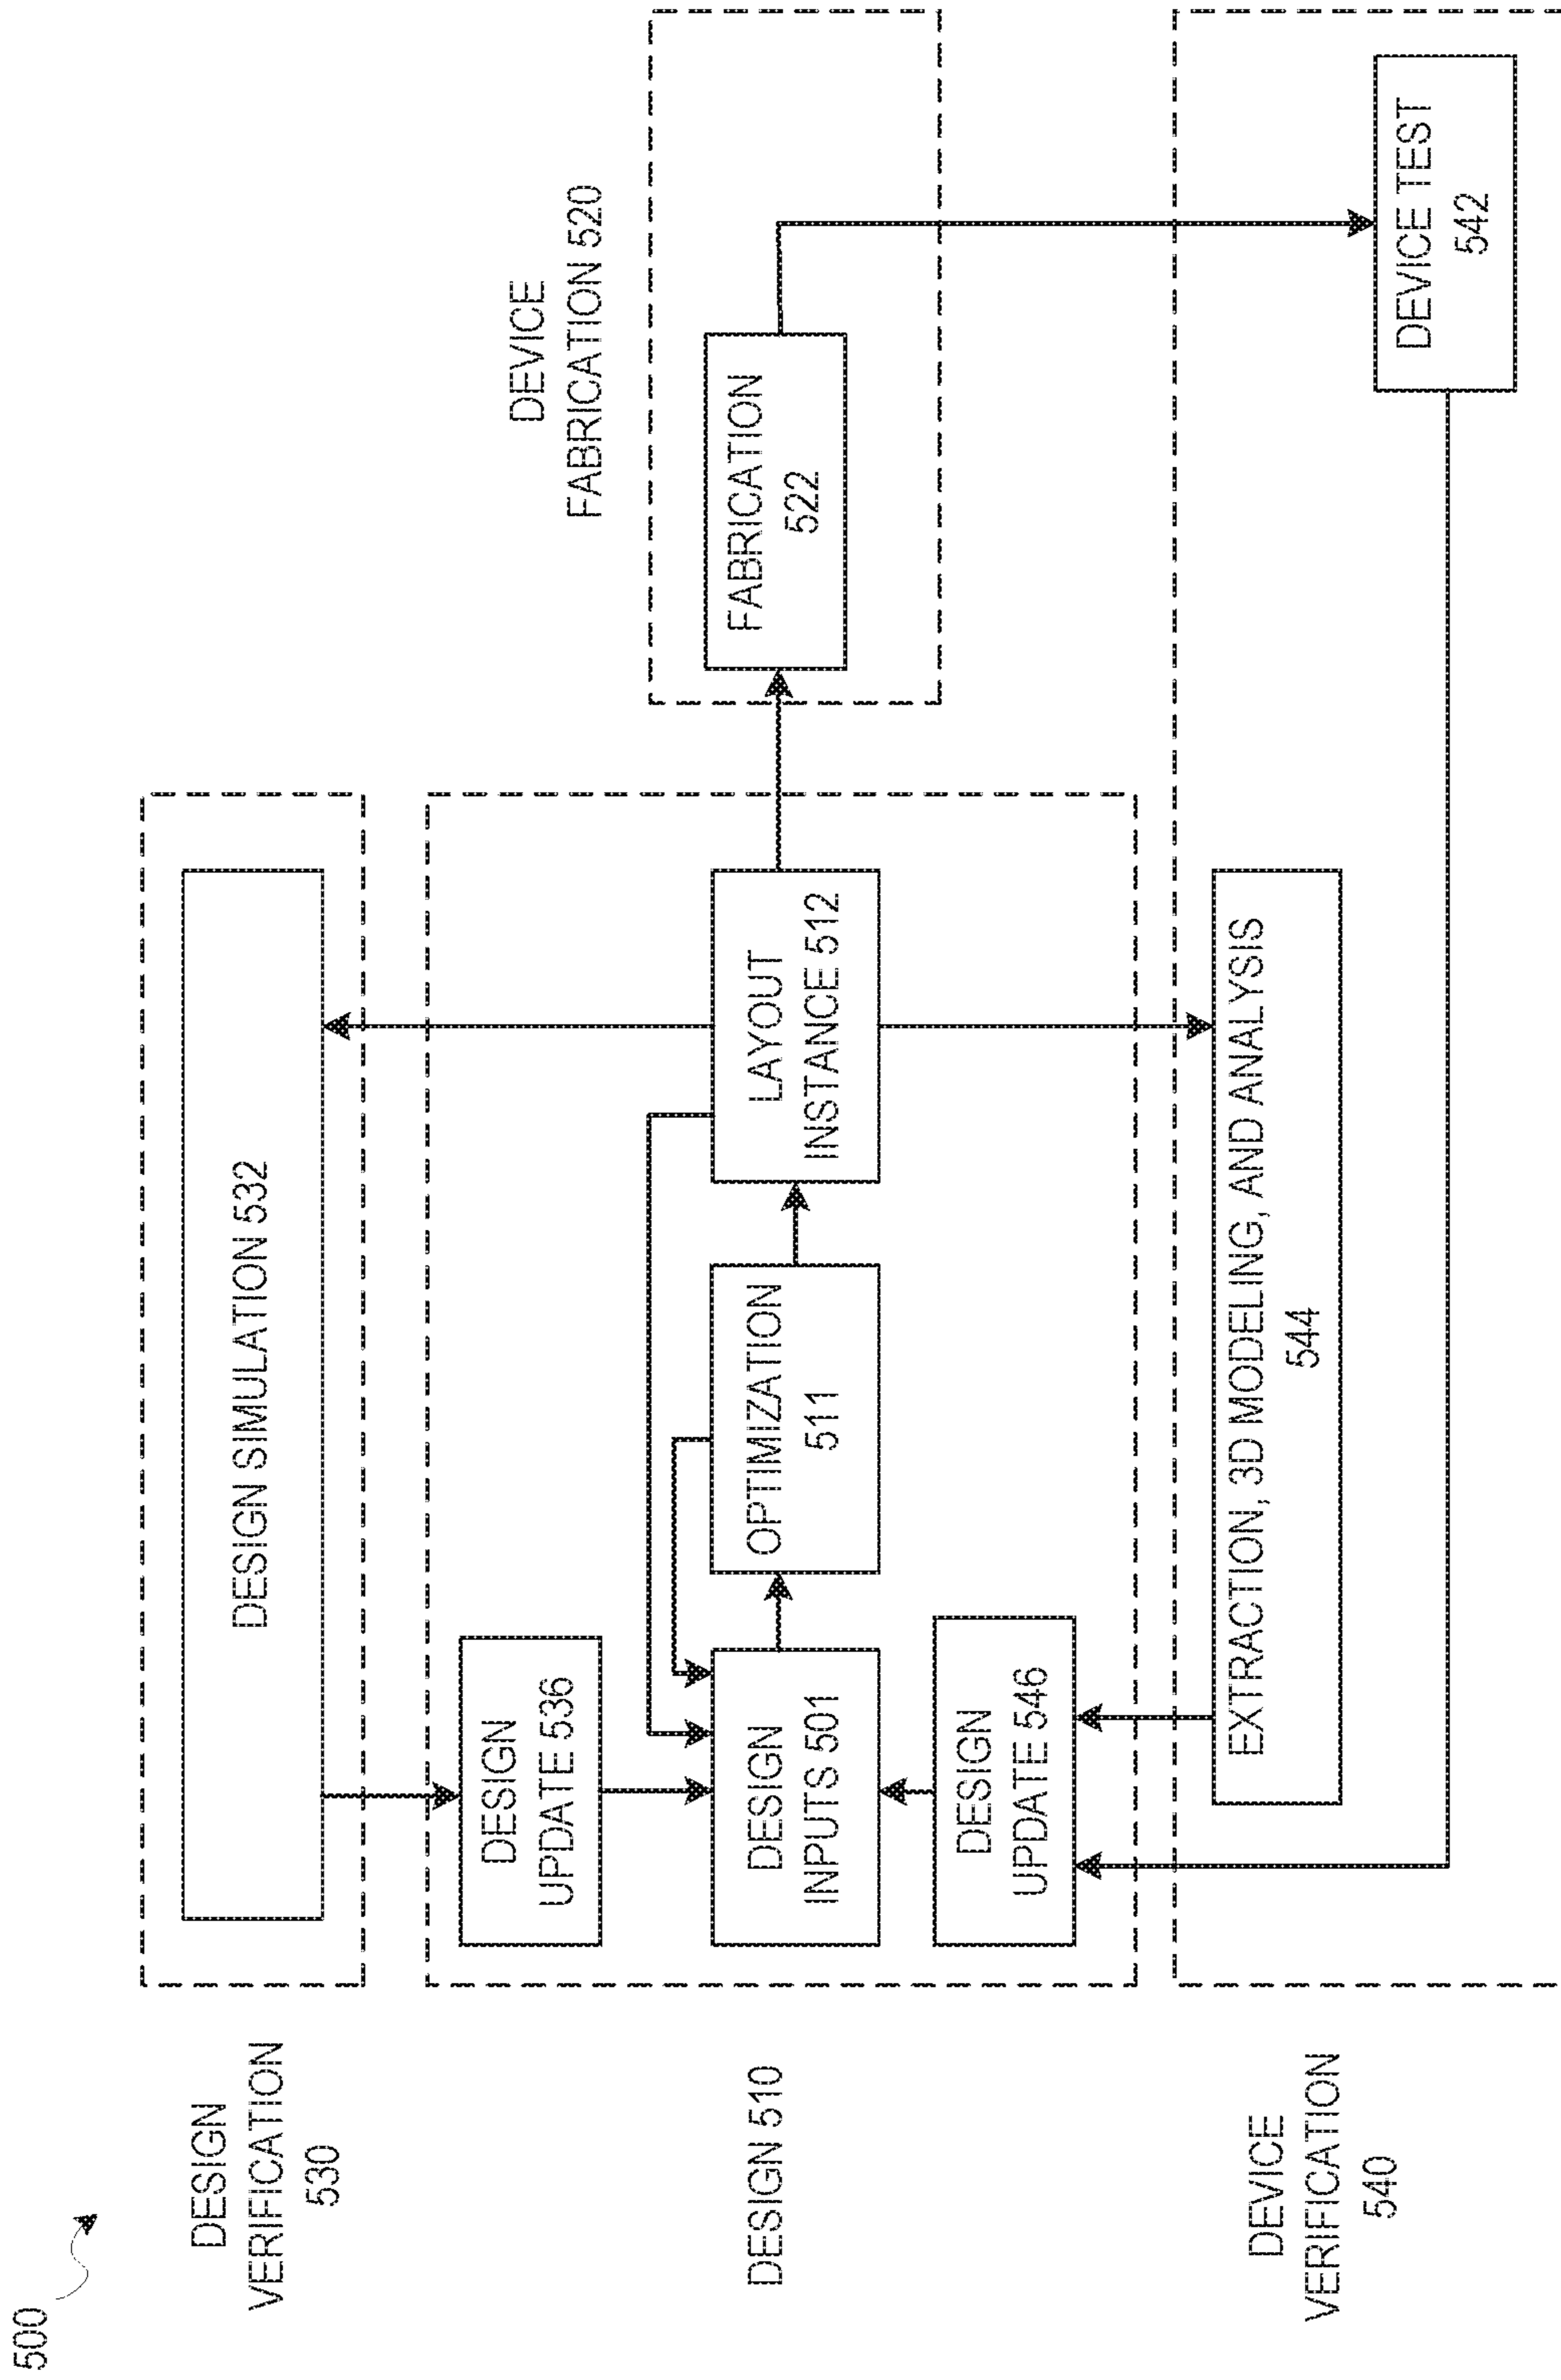 500
DESIGN
VERIFICATION
530
DESIGN SIMULATION 532
DESIGN 510
DESIGN
UPDATE 536
DESIGN
INPUTS 501
DESIGN
UPDATE 546
OPTIMIZATION
511
LAYOUT
INSTANCE 512
DEVICE
FABRICATION 520
FABRICATION
522
DEVICE
VERIFICATION
540
EXTRACTION, 3D MODELING, AND ANALYSIS
544
DEVICE TEST
542